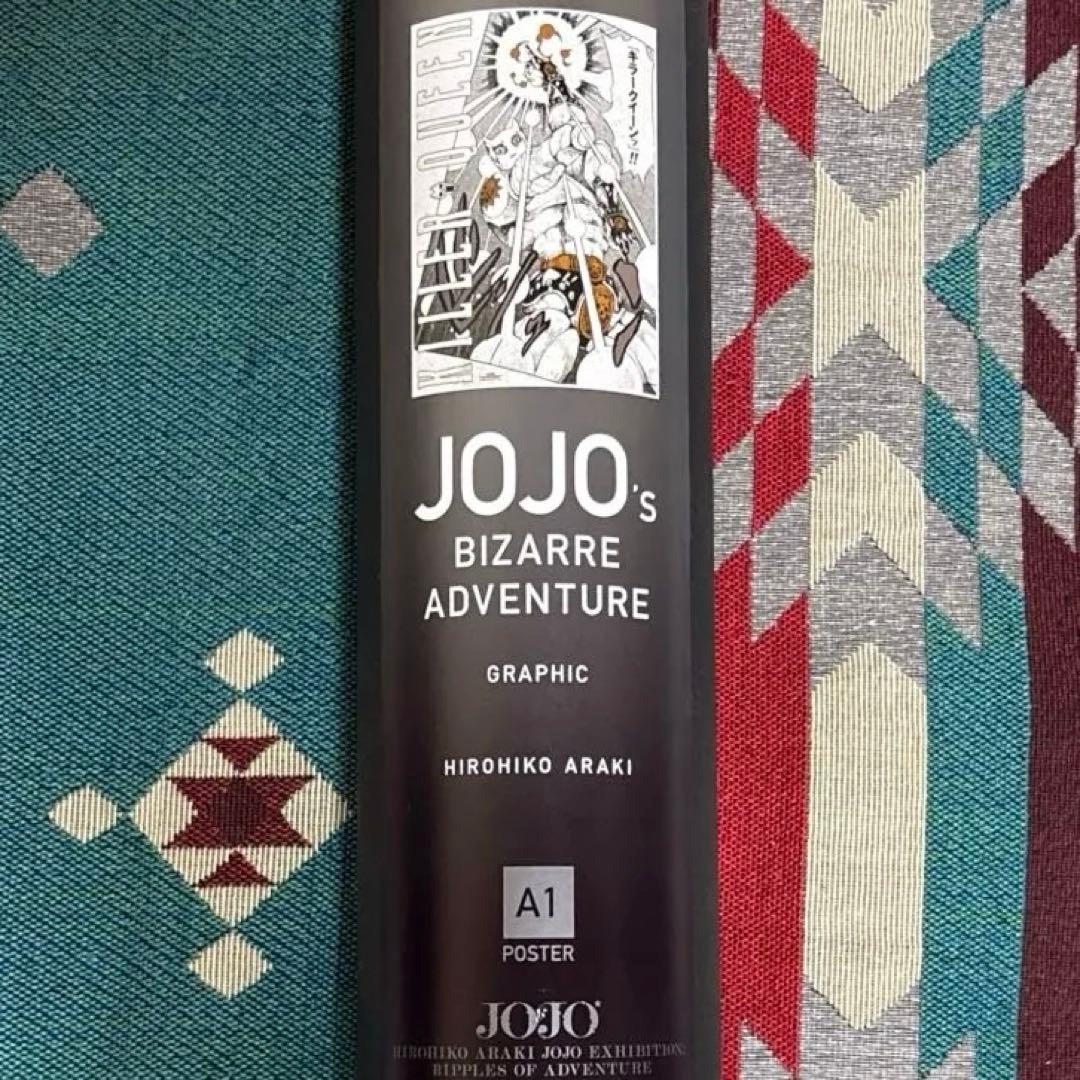 KILLER★QUEEN
「キラークイーンッ」!!
JOJO's
BIZARRE
ADVENTURE
GRAPHIC
HIROHIKO ARAKI
A1
POSTER
JOJO
HIROHIKO ARAKI JOJO EXHIBITION:
RIPPLES OF ADVENTURE